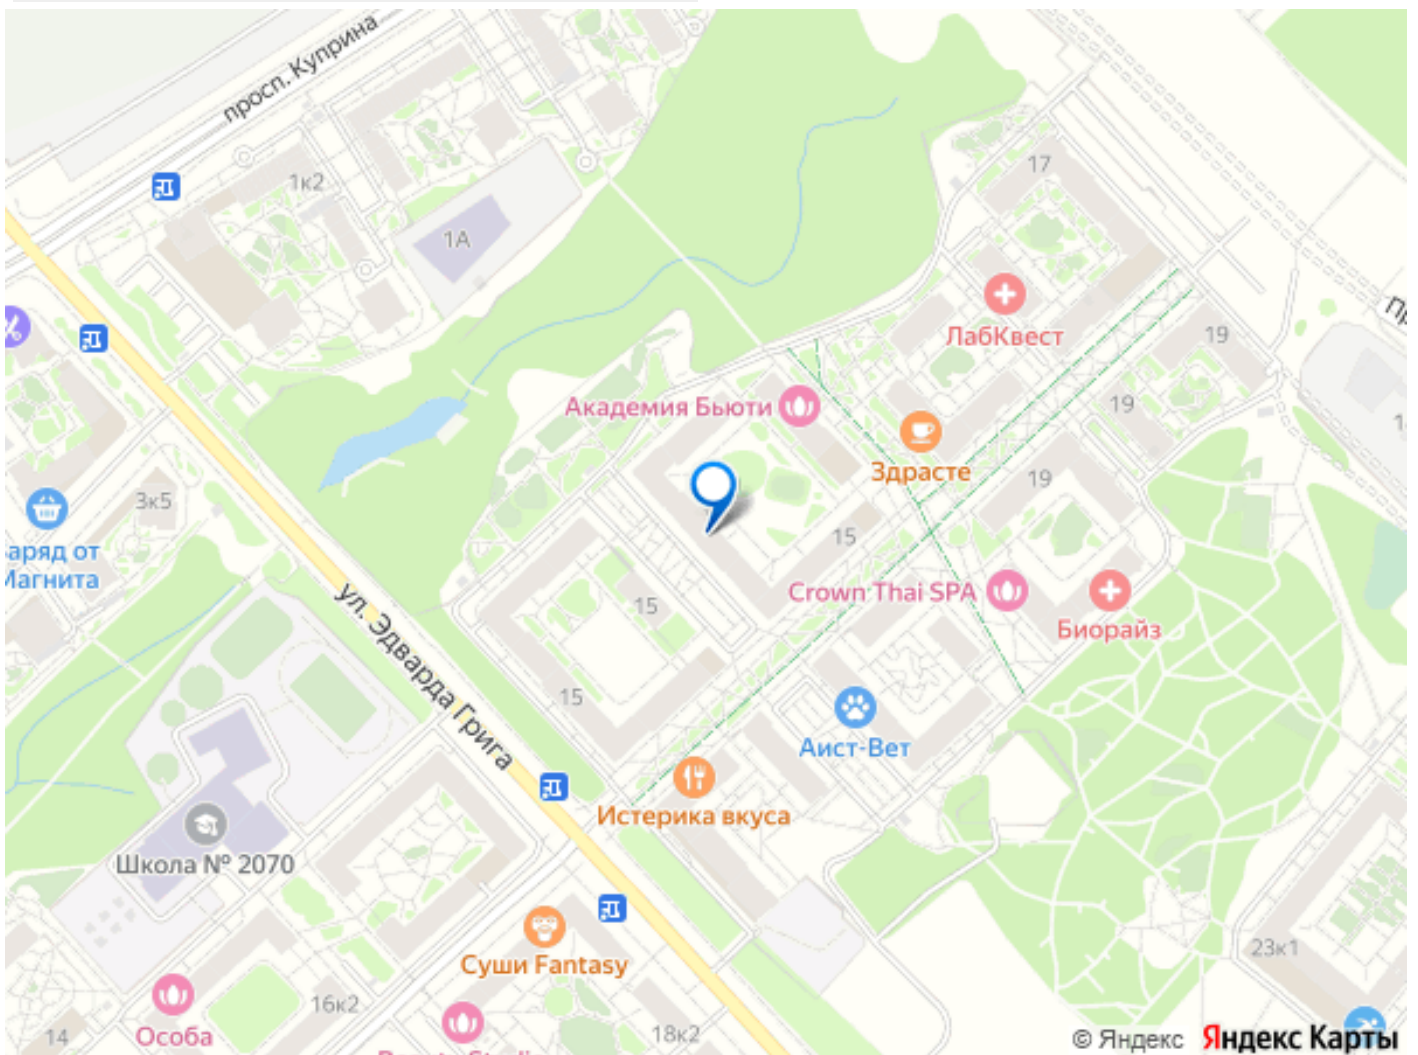 просп. Куприна
1к2
1А
17
ЛабКвест
19
Академия Бьюти
19
Здрасте
19
3к5
аряд от
Магнита
15
Crown Thai SPA
15
Биорайз
ул. Эдварда Грига
15
Аист-Вет
Истерика вкуса
Школа № 2070
Суши Fantasy
23к1
16к2
Особа
14
18к2
© Яндекс Яндекс Карты